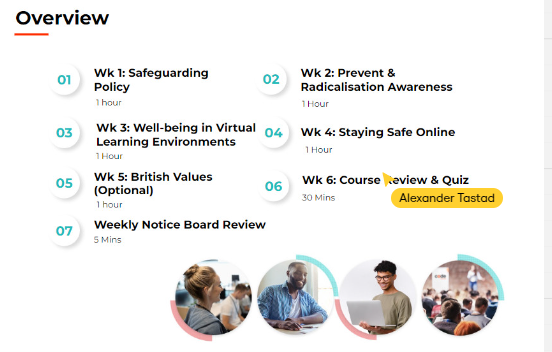 Overview
01
Wk 1: Safeguarding
Policy
1 hour
02
Wk 2: Prevent &
Radicalisation Awareness
1 Hour
03
Wk 3: Well-being in Virtual
Learning Environments
1 Hour
04
Wk 4: Staying Safe Online
1 Hour
05
Wk 5: British Values
(Optional)
1 hour
06
Wk 6: Course Review & Quiz
30 Mins
Alexander Tastad
07
Weekly Notice Board Review
5 Mins